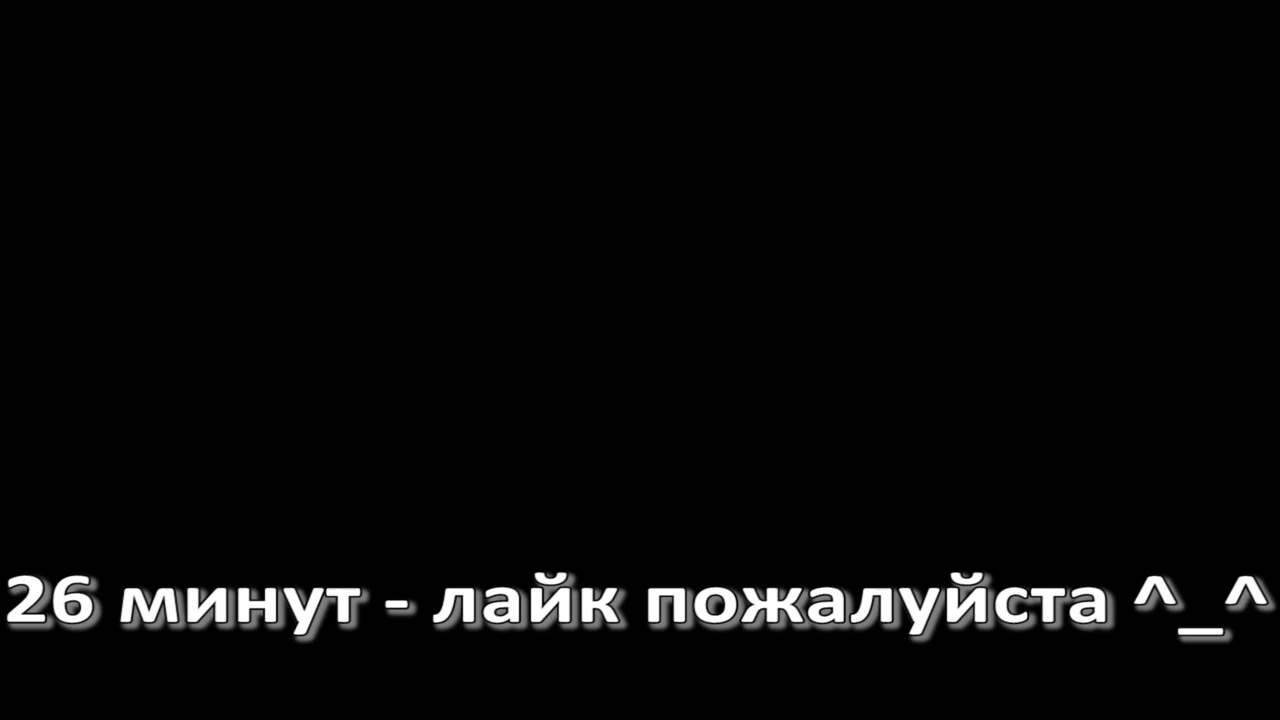 26 минут - лайк пожалуйста ^_^